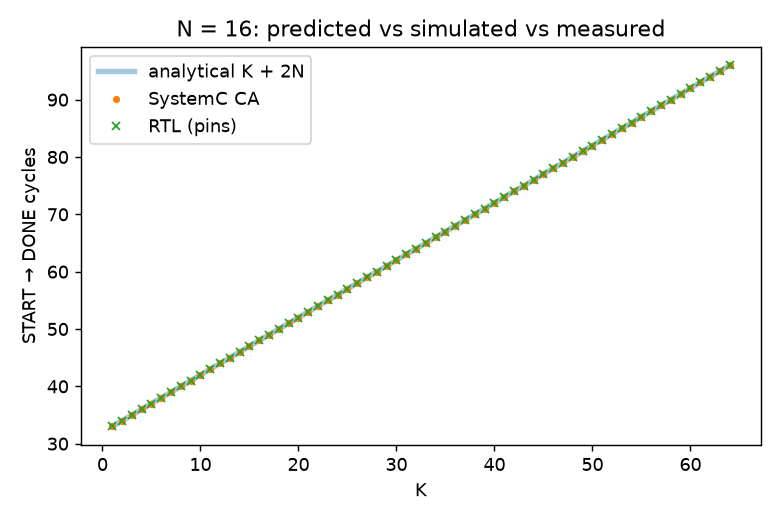 N = 16: predicted vs simulated vs measured
analytical K + 2N
SystemC CA
RTL (pins)
START → DONE cycles
90
80
70
60
50
40
30
0 10 20 30 40 50 60
K